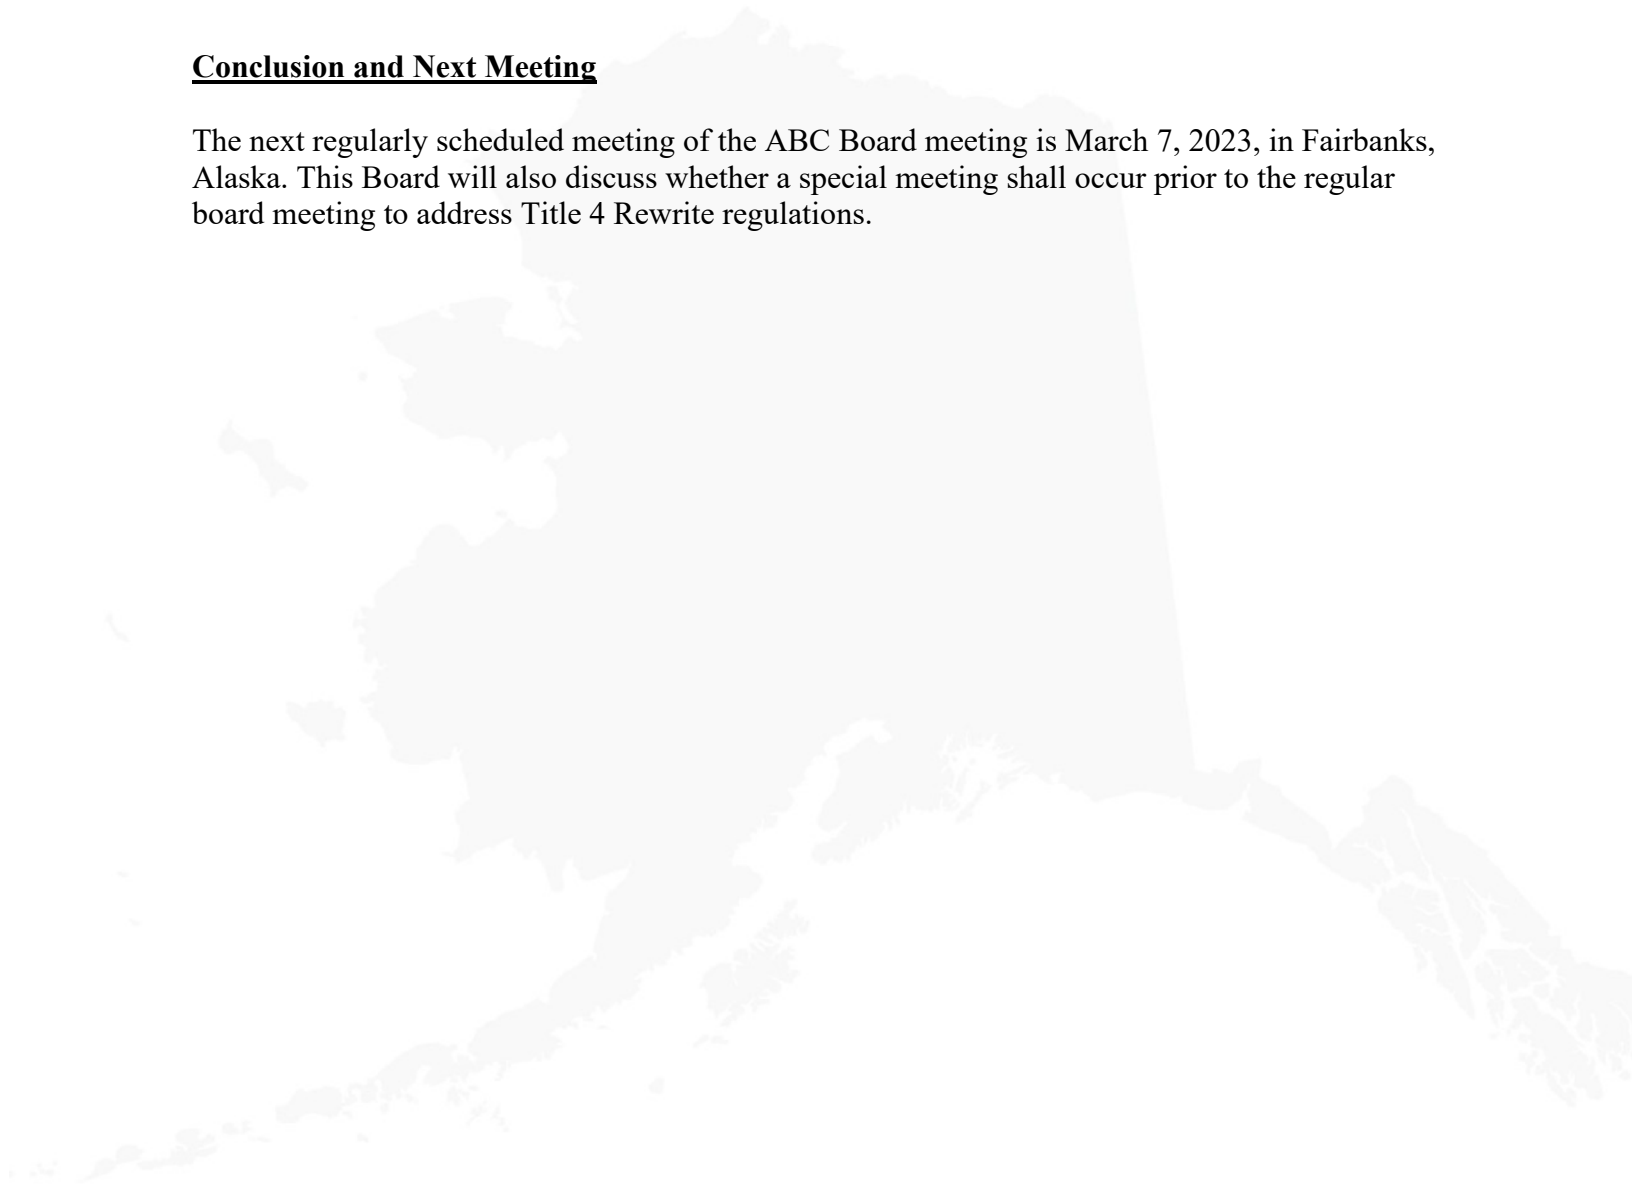 Conclusion and Next Meeting
The next regularly scheduled meeting of the ABC Board meeting is March 7, 2023, in Fairbanks,
Alaska. This Board will also discuss whether a special meeting shall occur prior to the regular
board meeting to address Title 4 Rewrite regulations.